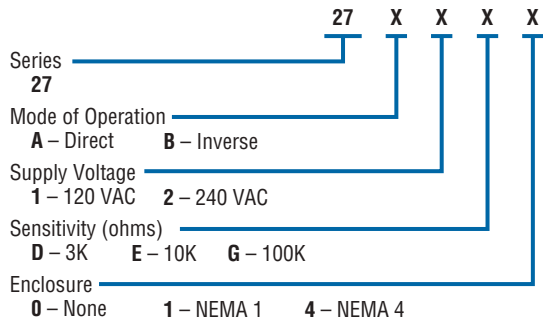 27 X X X X
Series
27
Mode of Operation
A – Direct B – Inverse
Supply Voltage
1 – 120 VAC 2 – 240 VAC
Sensitivity (ohms)
D – 3K E – 10K G – 100K
Enclosure
0 – None 1 – NEMA 1 4 – NEMA 4